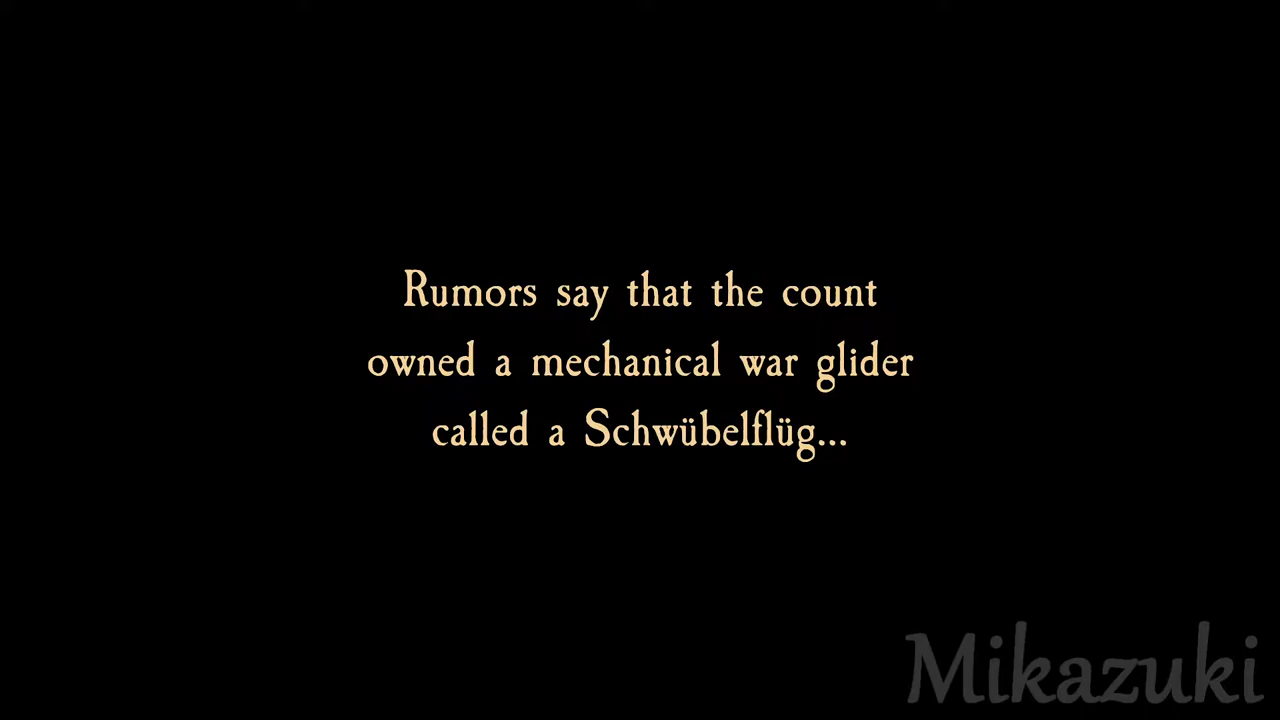 Rumors say that the count
owned a mechanical war glider
called a Schwübelflüg...
Mikazuki